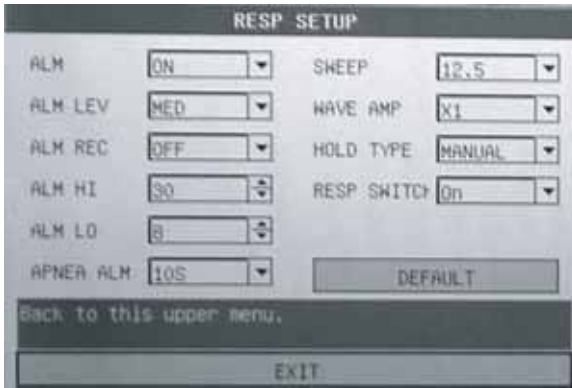 RESP SETUP
ALM ON SWEEP 12.5
ALM LEV MED WAVE AMP X1
ALM REC OFF HOLD TYPE MANUAL
ALM HI 30 RESP SWITCH On
ALM LO 8
APNEA ALM 10S DEFAULT
Back to this upper menu.
EXIT